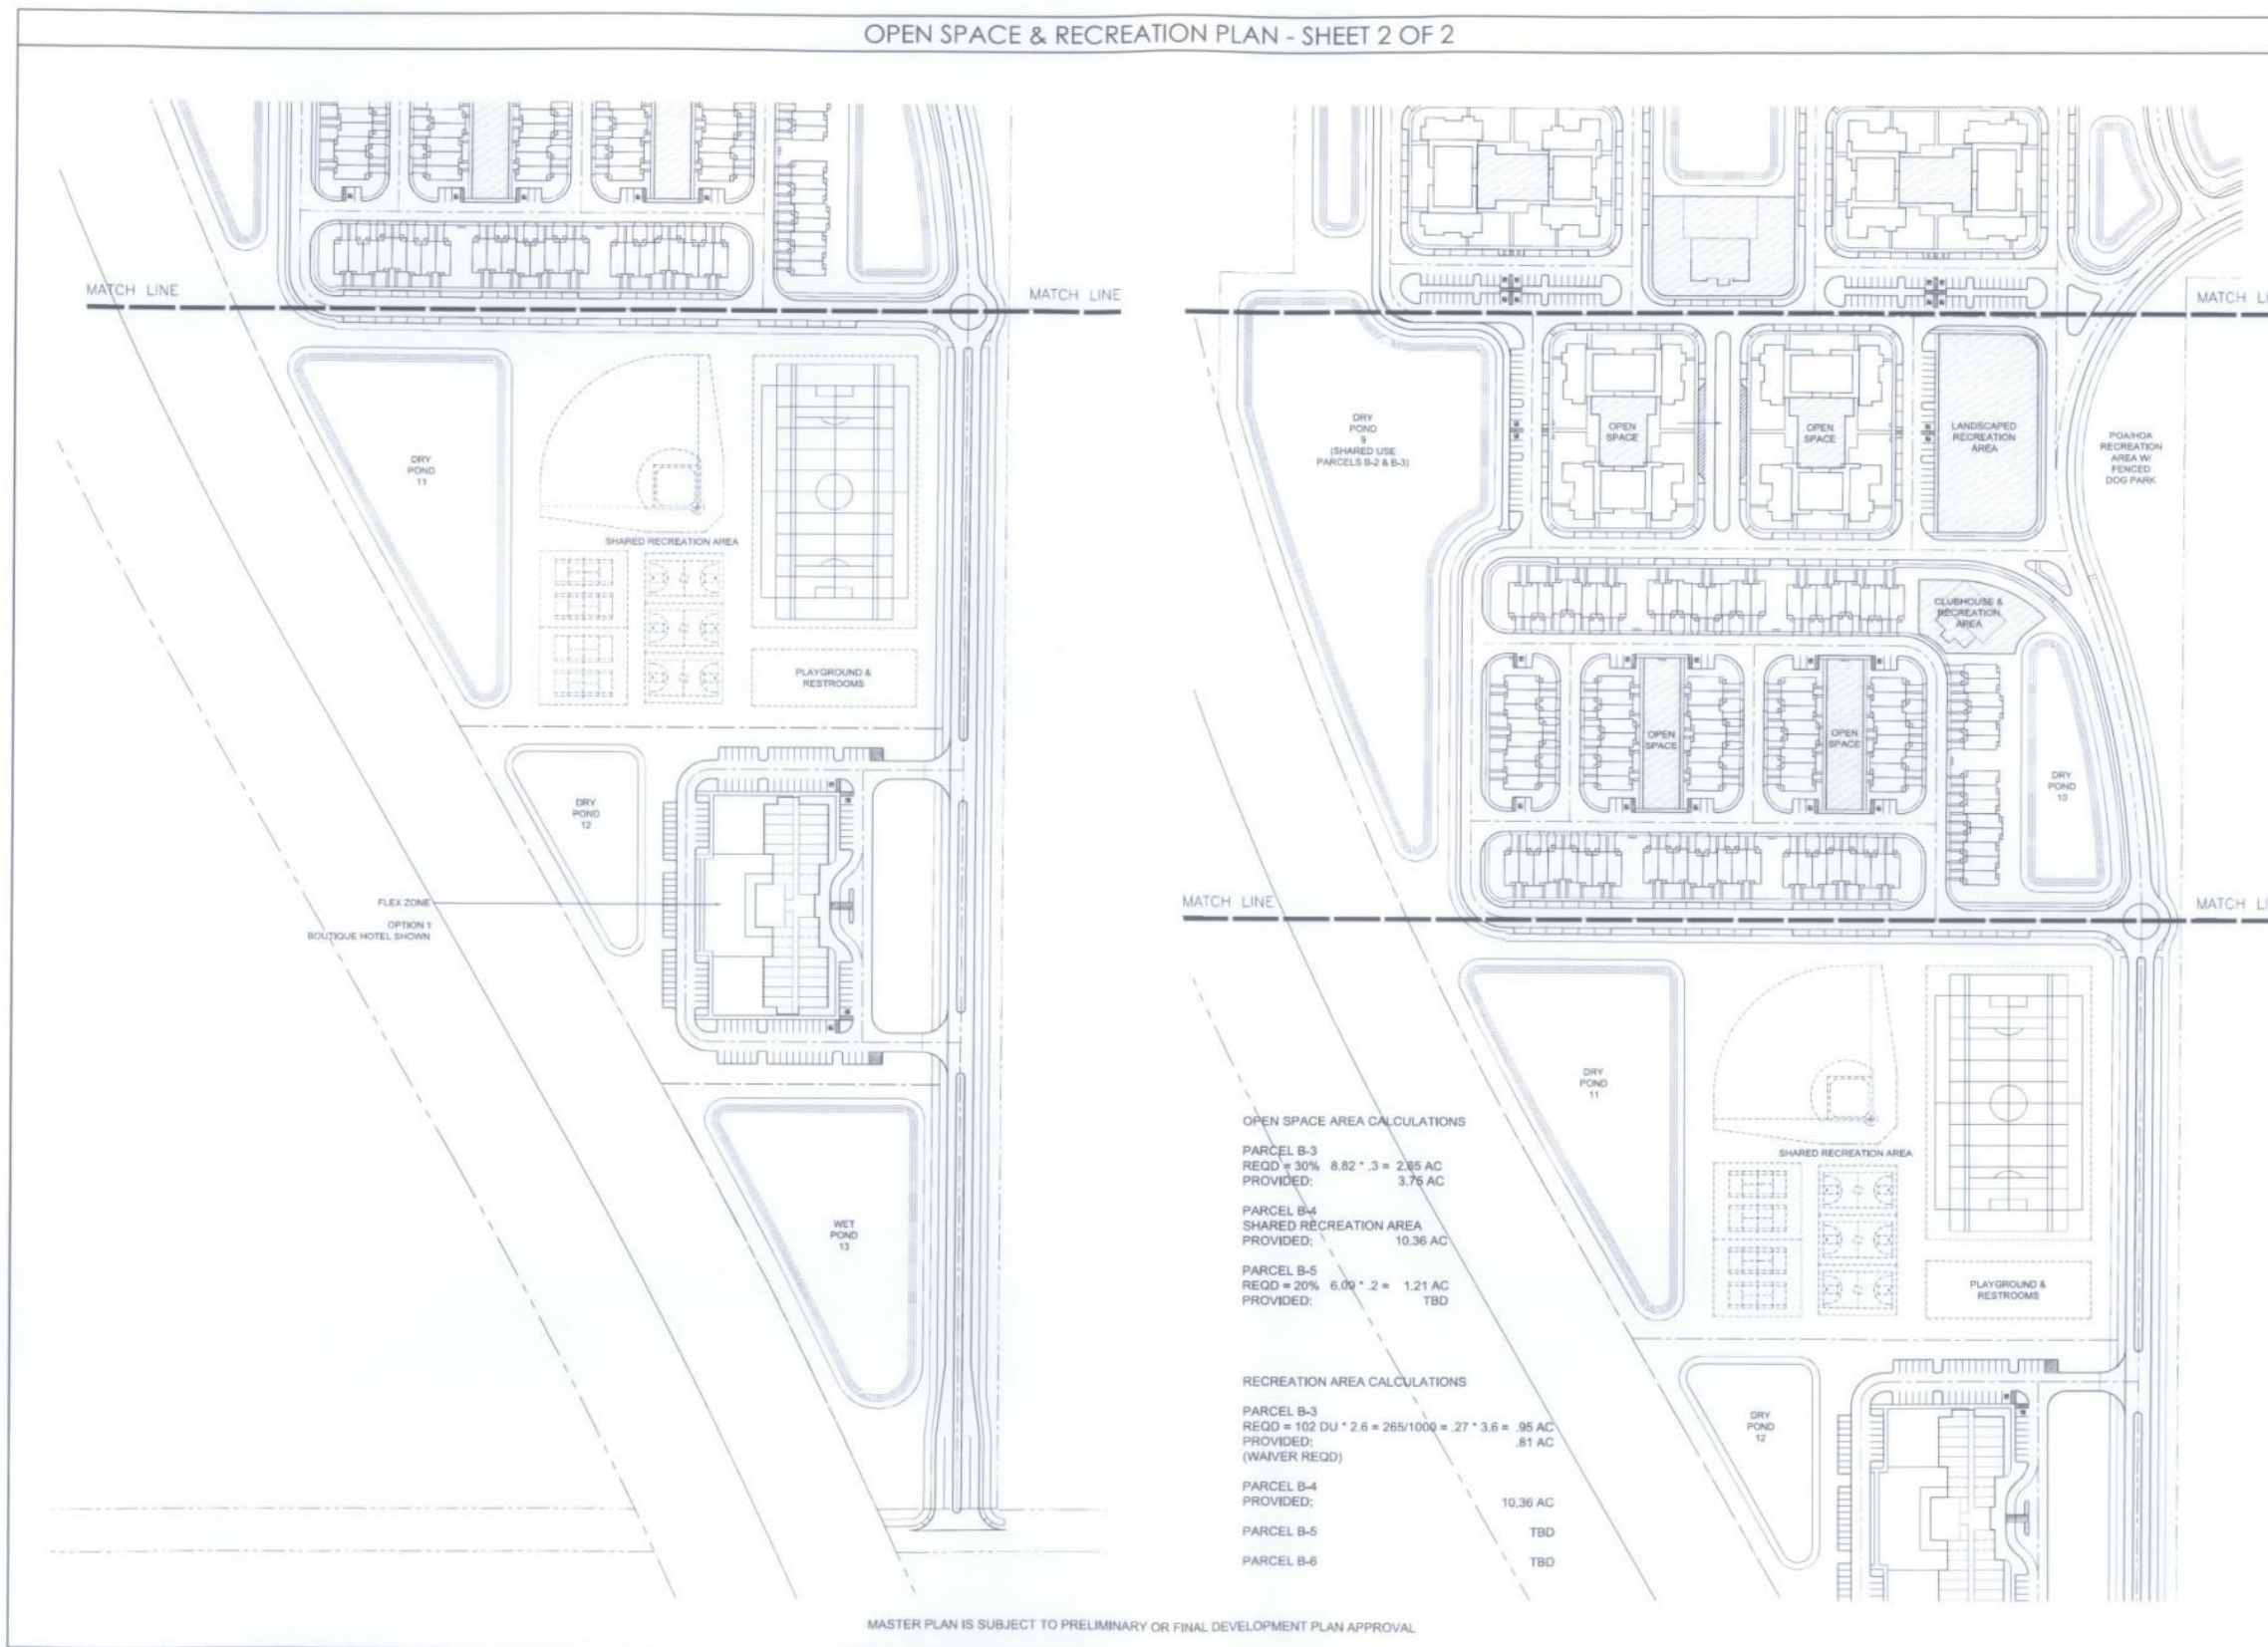 OPEN SPACE & RECREATION PLAN - SHEET 2 OF 2
MATCH LINE
MATCH LINE
DRY
POND
11
SHARED RECREATION AREA
PLAYGROUND &
RESTROOMS
DRY
POND
12
FLEX ZONE
OPTION 1
BOUTIQUE HOTEL SHOWN
WET
POND
13
MATCH LI
DRY
POND
9
(SHARED USE
PARCELS B-2 & B-3)
OPEN
SPACE
OPEN
SPACE
LANDSCAPED
RECREATION
AREA
POA/HOA
RECREATION
AREA W/
FENCED
DOG PARK
CLUBHOUSE &
RECREATION
AREA
OPEN
SPACE
OPEN
SPACE
DRY
POND
10
MATCH LINE
MATCH LI
DRY
POND
11
SHARED RECREATION AREA
PLAYGROUND &
RESTROOMS
DRY
POND
12
OPEN SPACE AREA CALCULATIONS
PARCEL B-3
REQD = 30% 8.82 * .3 = 2.65 AC
PROVIDED: 3.75 AC
PARCEL B-4
SHARED RECREATION AREA
PROVIDED: 10.36 AC
PARCEL B-5
REQD = 20% 6.09 * .2 = 1.21 AC
PROVIDED: TBD
RECREATION AREA CALCULATIONS
PARCEL B-3
REQD = 102 DU * 2.6 = 265/1000 = .27 * 3.6 = .95 AC
PROVIDED: .81 AC
(WAIVER REQD)
PARCEL B-4
PROVIDED: 10.36 AC
PARCEL B-5 TBD
PARCEL B-6 TBD
MASTER PLAN IS SUBJECT TO PRELIMINARY OR FINAL DEVELOPMENT PLAN APPROVAL